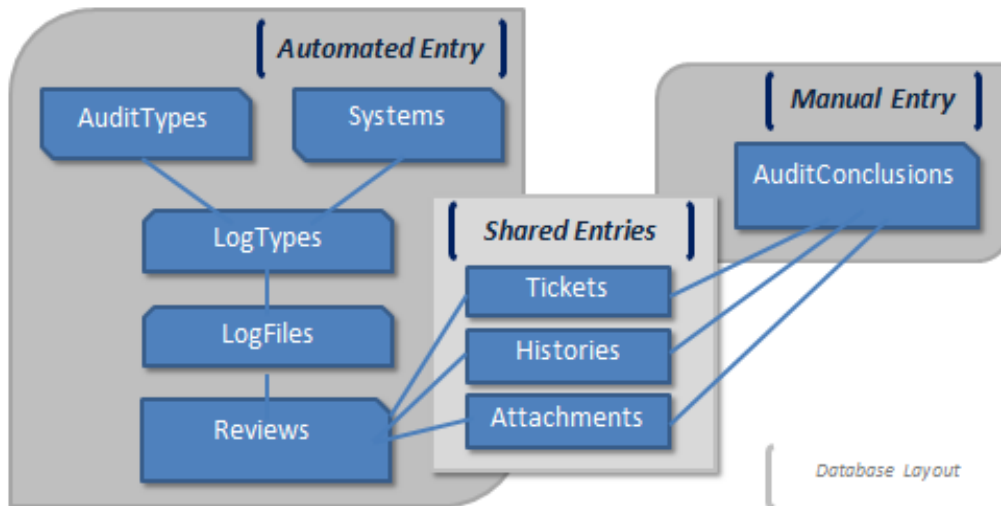 Automated Entry
AuditTypes
Systems
LogTypes
LogFiles
Reviews
Shared Entries
Tickets
Histories
Attachments
Manual Entry
AuditConclusions
Database Layout